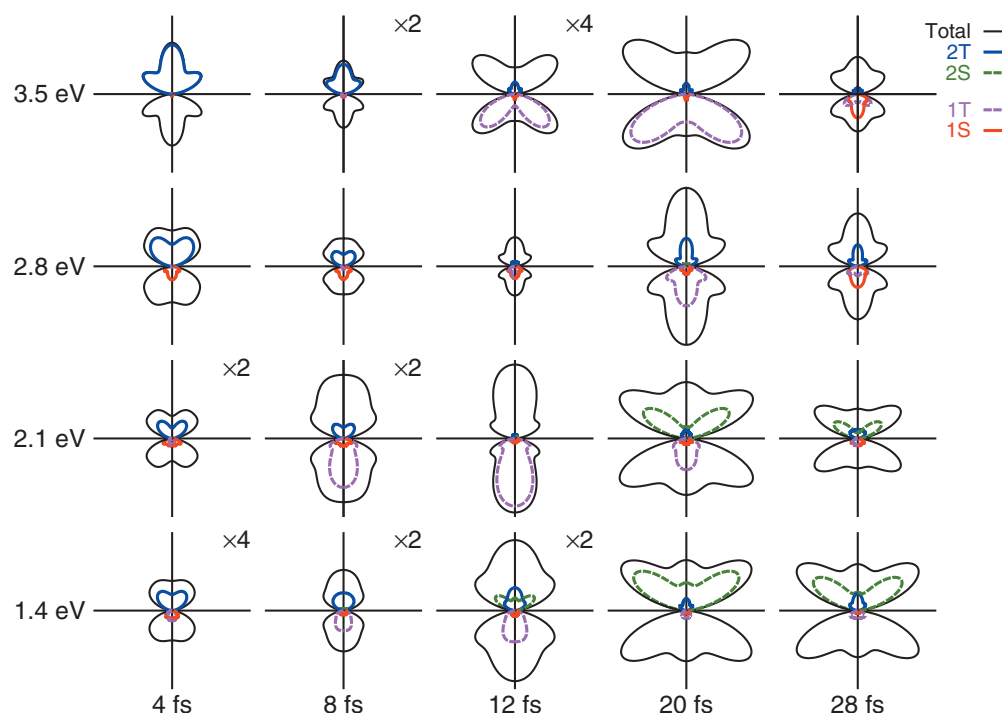 ×2
×4
Total
2T
2S
1T
1S
3.5 eV
2.8 eV
×2
×2
2.1 eV
×4
×2
×2
1.4 eV
4 fs
8 fs
12 fs
20 fs
28 fs